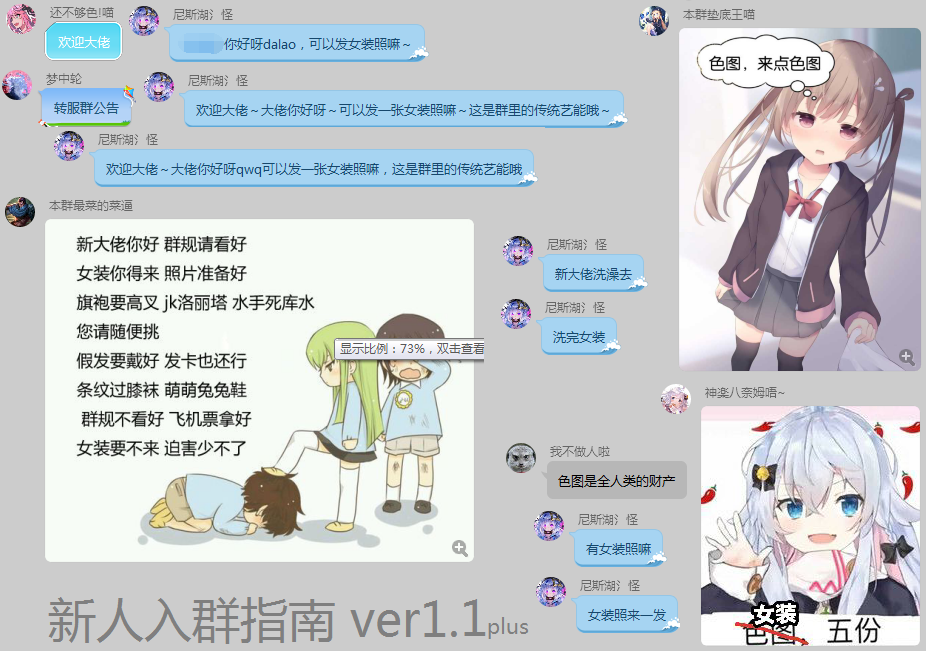 还不够色!喵
欢迎大佬
尼斯湖氵怪
你好呀dalao，可以发女装照嘛～
梦中轮
转服群公告
尼斯湖氵怪
欢迎大佬～大佬你好呀～可以发一张女装照嘛～这是群里的传统艺能哦～
尼斯湖氵怪
欢迎大佬～大佬你好呀qwq可以发一张女装照嘛，这是群里的传统艺能哦
本群最菜的菜逼
新大佬你好 群规请看好
女装你得来 照片准备好
旗袍要高叉 jk洛丽塔 水手死库水
您请随便挑
假发要戴好 发卡也还行
条纹过膝袜 萌萌兔兔鞋
群规不看好 飞机票拿好
女装要不来 迫害少不了
显示比例：73%，双击查看
新人入群指南 ver1.1plus
尼斯湖氵怪
新大佬洗澡去
尼斯湖氵怪
洗完女装
我不做人啦
色图是全人类的财产
尼斯湖氵怪
有女装照嘛
尼斯湖氵怪
女装照来一发
本群垫底王喵
色图，来点色图
神楽八奈姆唔~
女装
色图，五份